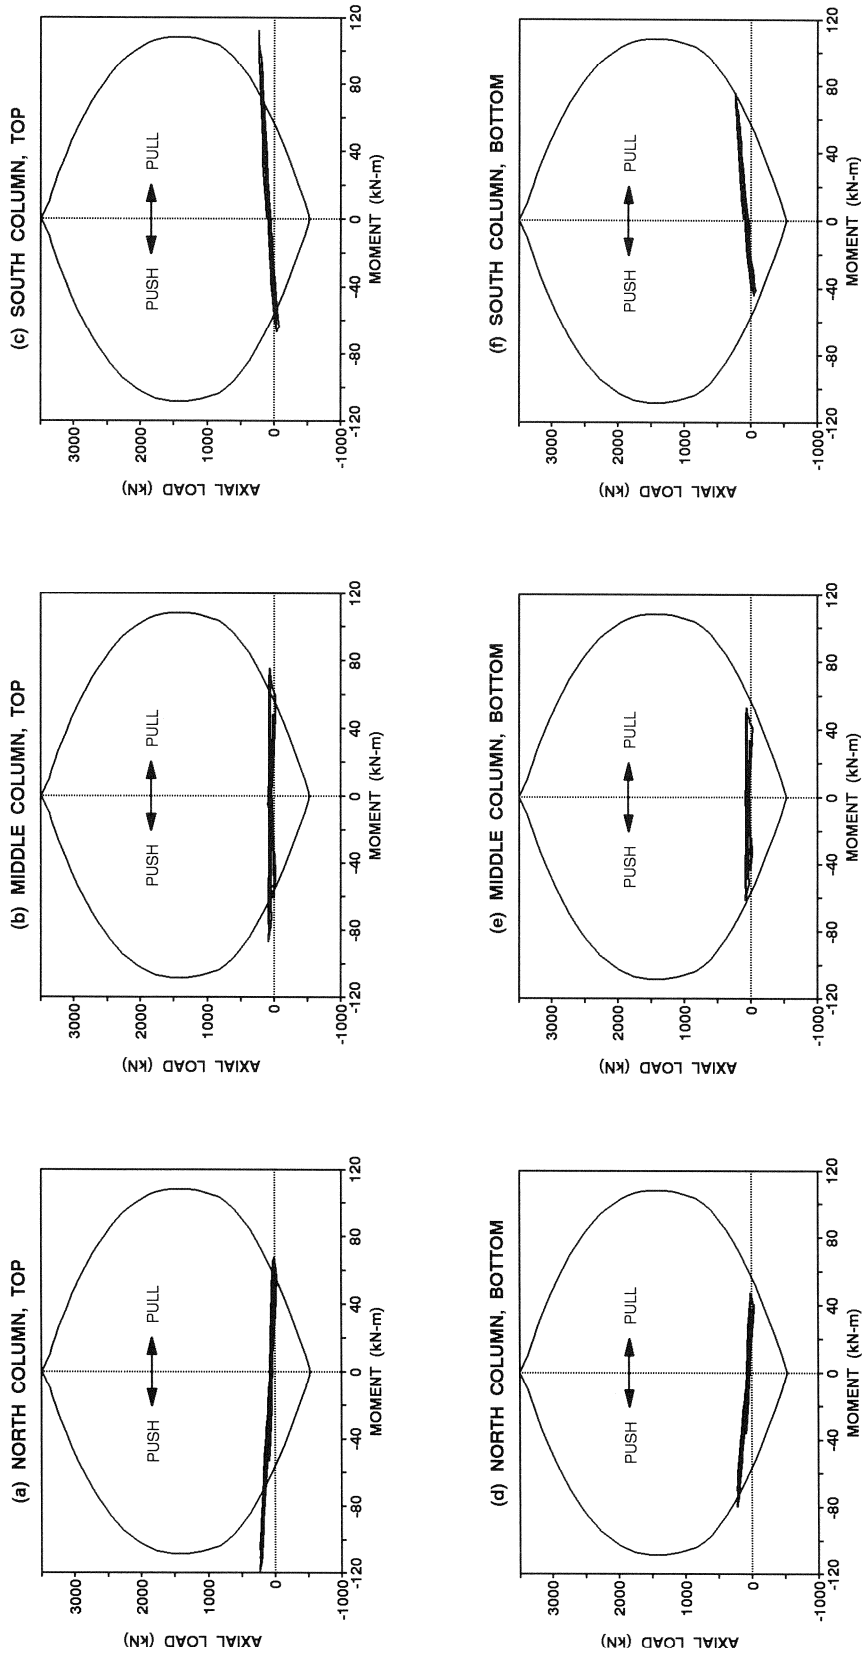 (a) NORTH COLUMN, TOP
AXIAL LOAD (kN)
3000
2000
1000
0
-1000
PUSH
PULL
-120
-80
-40
0
40
80
120
MOMENT (kN-m)
(b) MIDDLE COLUMN, TOP
AXIAL LOAD (kN)
3000
2000
1000
0
-1000
PUSH
PULL
-120
-80
-40
0
40
80
120
MOMENT (kN-m)
(c) SOUTH COLUMN, TOP
AXIAL LOAD (kN)
3000
2000
1000
0
-1000
PUSH
PULL
-120
-80
-40
0
40
80
120
MOMENT (kN-m)
(d) NORTH COLUMN, BOTTOM
AXIAL LOAD (kN)
3000
2000
1000
0
-1000
PUSH
PULL
-120
-80
-40
0
40
80
120
MOMENT (kN-m)
(e) MIDDLE COLUMN, BOTTOM
AXIAL LOAD (kN)
3000
2000
1000
0
-1000
PUSH
PULL
-120
-80
-40
0
40
80
120
MOMENT (kN-m)
(f) SOUTH COLUMN, BOTTOM
AXIAL LOAD (kN)
3000
2000
1000
0
-1000
PUSH
PULL
-120
-80
-40
0
40
80
120
MOMENT (kN-m)